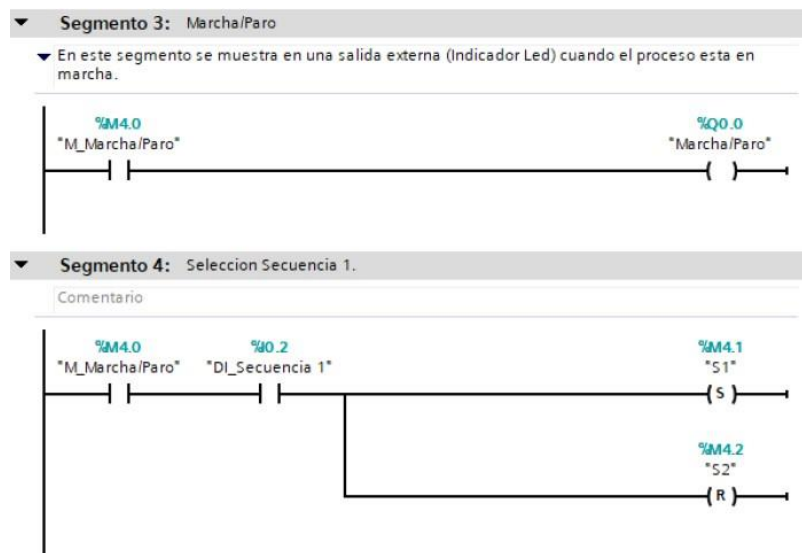 Segmento 3: Marcha/Paro
En este segmento se muestra en una salida externa (Indicador Led) cuando el proceso esta en
marcha.
%M4.0 %Q0.0
"M_Marcha/Paro" "Marcha/Paro"
Segmento 4: Seleccion Secuencia 1.
Comentario
%M4.0 %I0.2 %M4.1
"M_Marcha/Paro" "DI_Secuencia 1" "S1"
S
%M4.2
"S2"
R